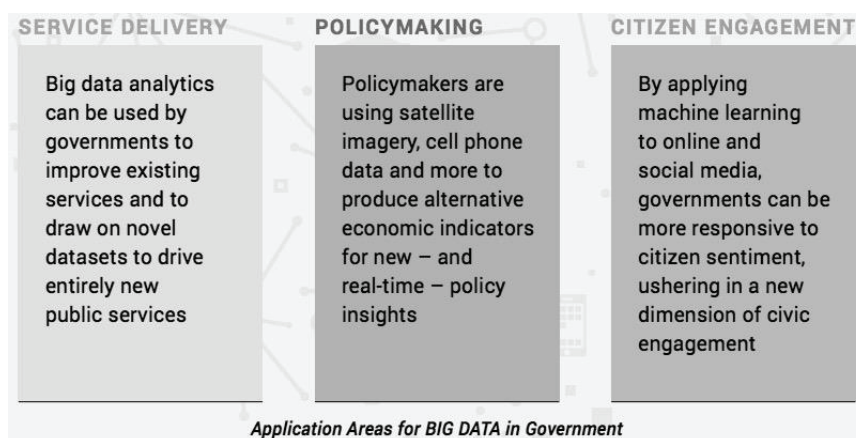 SERVICE DELIVERY
Big data analytics
can be used by
governments to
improve existing
services and to
draw on novel
datasets to drive
entirely new
public services
POLICYMAKING
Policymakers are
using satellite
imagery, cell phone
data and more to
produce alternative
economic indicators
for new – and
real-time – policy
insights
CITIZEN ENGAGEMENT
By applying
machine learning
to online and
social media,
governments can be
more responsive to
citizen sentiment,
ushering in a new
dimension of civic
engagement
Application Areas for BIG DATA in Government